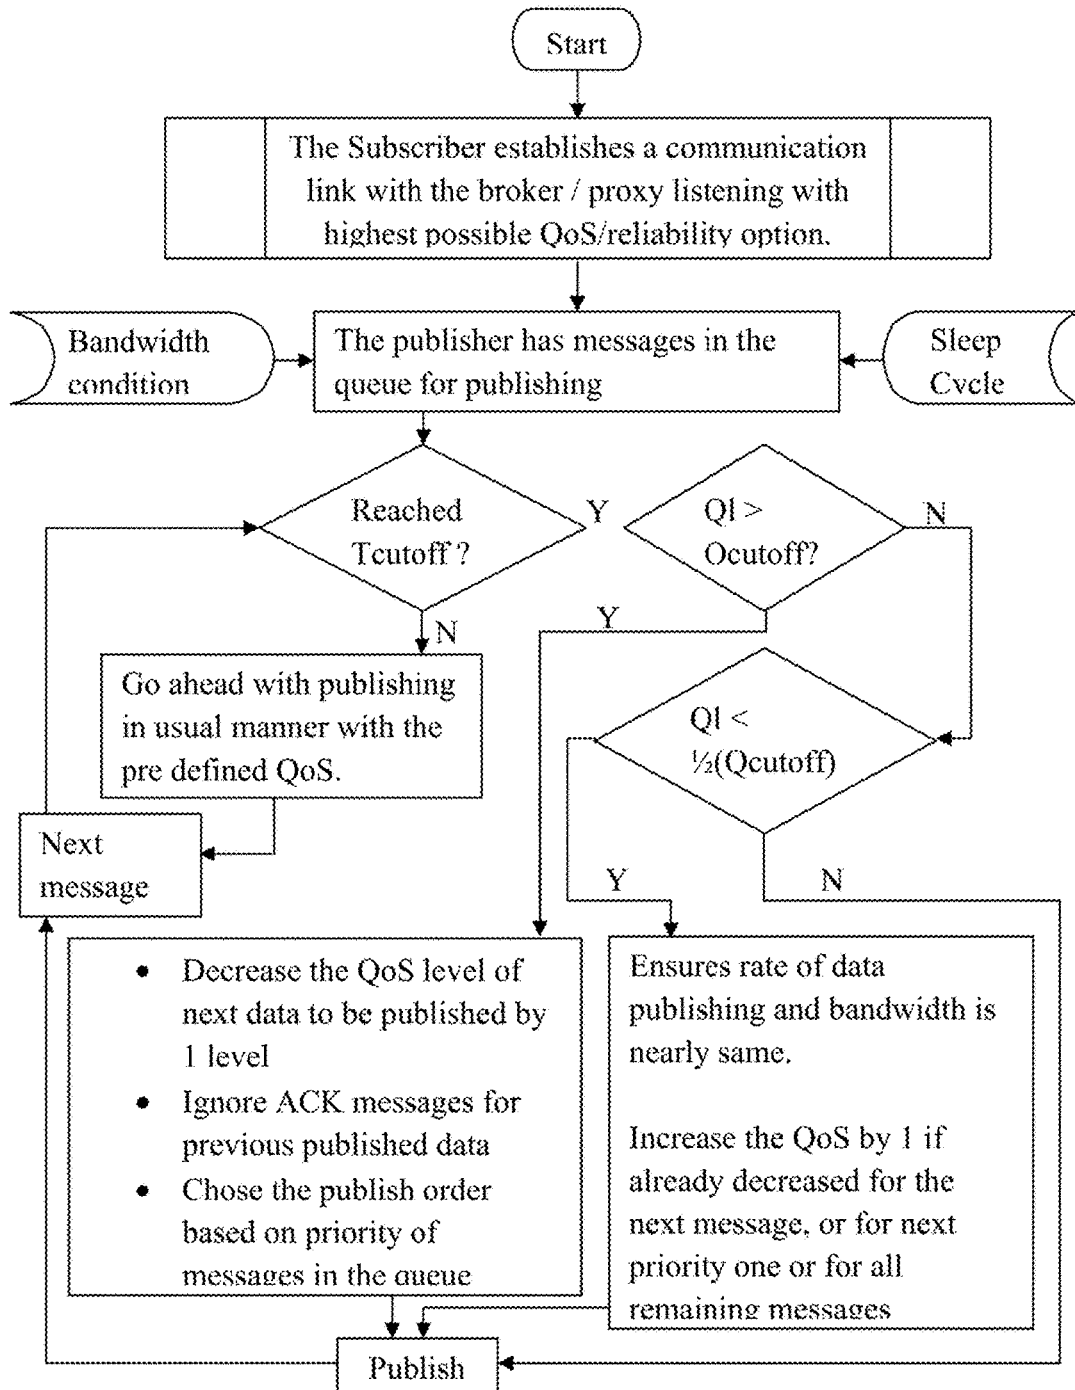 Start
The Subscriber establishes a communication
link with the broker / proxy listening with
highest possible QoS/reliability option.
Bandwidth
condition
The publisher has messages in the
queue for publishing
Sleep
Cycle
Reached
Tcutoff ?
Y
Ql >
Qcutoff?
N
Y
N
Go ahead with publishing
in usual manner with the
pre defined QoS.
Ql <
½(Qcutoff)
Next
message
Y
N
• Decrease the QoS level of
next data to be published by
1 level
• Ignore ACK messages for
previous published data
• Chose the publish order
based on priority of
messages in the queue
Ensures rate of data
publishing and bandwidth is
nearly same.
Increase the QoS by 1 if
already decreased for the
next message, or for next
priority one or for all
remaining messages
Publish